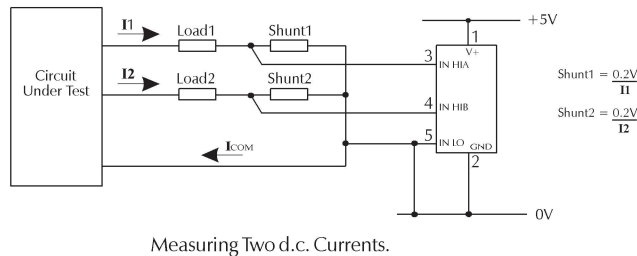 I1
Load1
Shunt1
+5V
1
V+
3
IN HIA
Circuit
Under Test
I2
Load2
Shunt2
Shunt1 = 0.2V
I1
4
IN HIB
Shunt2 = 0.2V
I2
ICOM
5
IN LO
GND
2
0V
Measuring Two d.c. Currents.